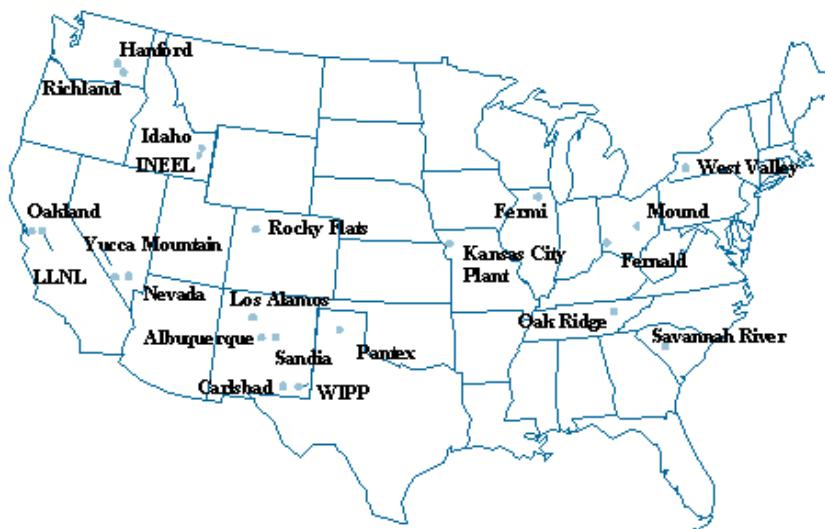 Hanford
Richland
Idaho
INEEL
West Valley
Oakland
Fermi
Mound
Rocky Flats
Yucca Mountain
Kansas City
Plant
Fernald
LLNL
Nevada
Los Alamos
Oak Ridge
Albuquerque
Savannah River
Sandia
Pantex
Carlsbad
WIPP